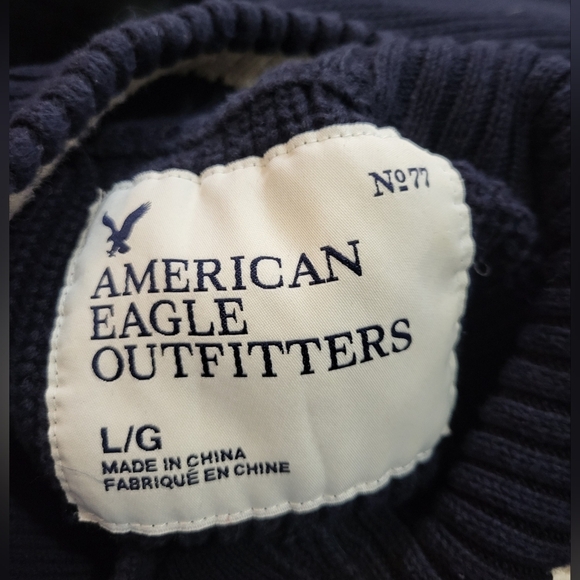 Nº 77
AMERICAN
EAGLE
OUTFITTERS
L/G
MADE IN CHINA
FABRIQUÉ EN CHINE